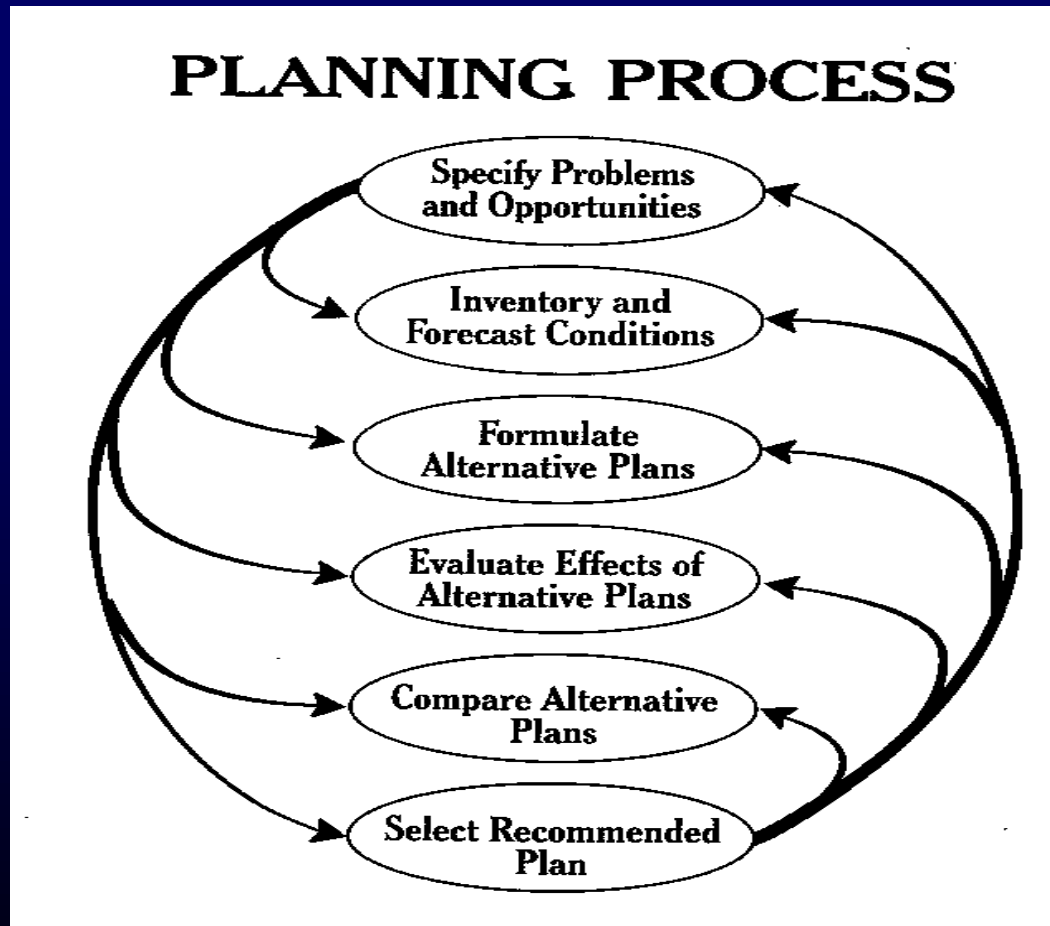 PLANNING PROCESS
Specify Problems
and Opportunities
Inventory and
Forecast Conditions
Formulate
Alternative Plans
Evaluate Effects of
Alternative Plans
Compare Alternative
Plans
Select Recommended
Plan